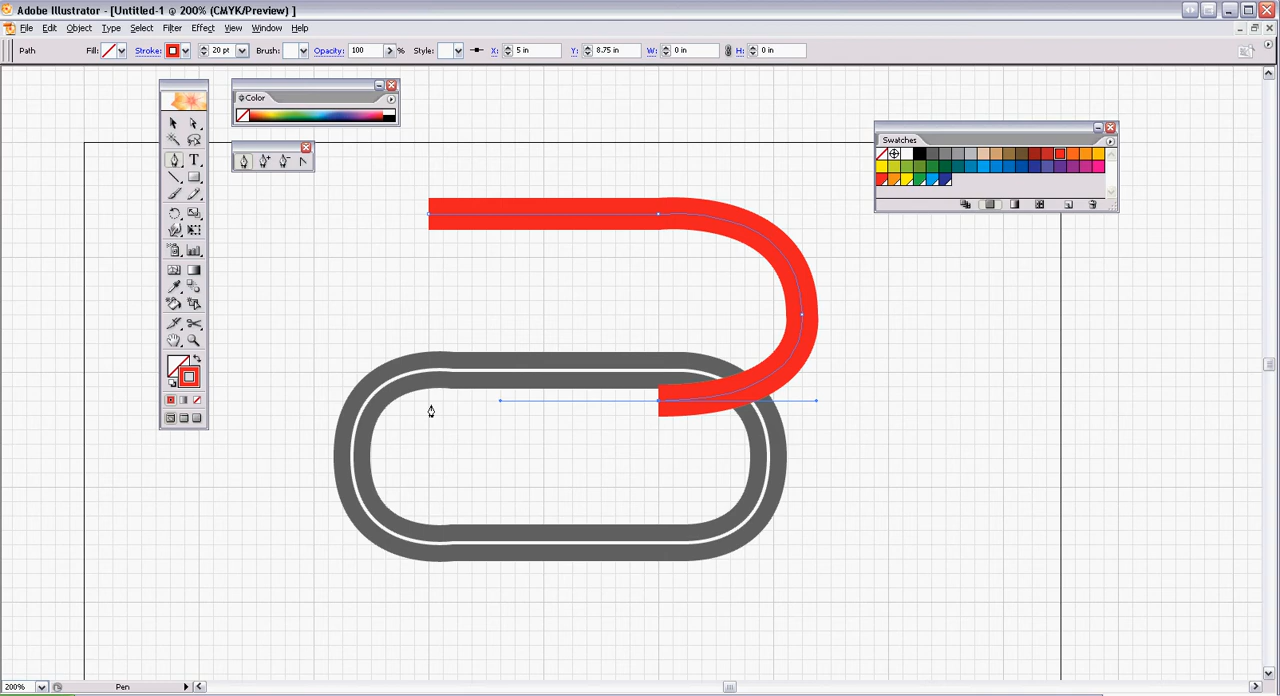 Adobe Illustrator - [Untitled-1 @ 200% (CMYK/Preview) ]
File Edit Object Type Select Filter Effect View Window Help
Path Fill: Stroke: 20 pt Brush: Opacity: 100 % Style: X: 5 in Y: 8.75 in W: 0 in H: 0 in
Color
Swatches
200% Pen